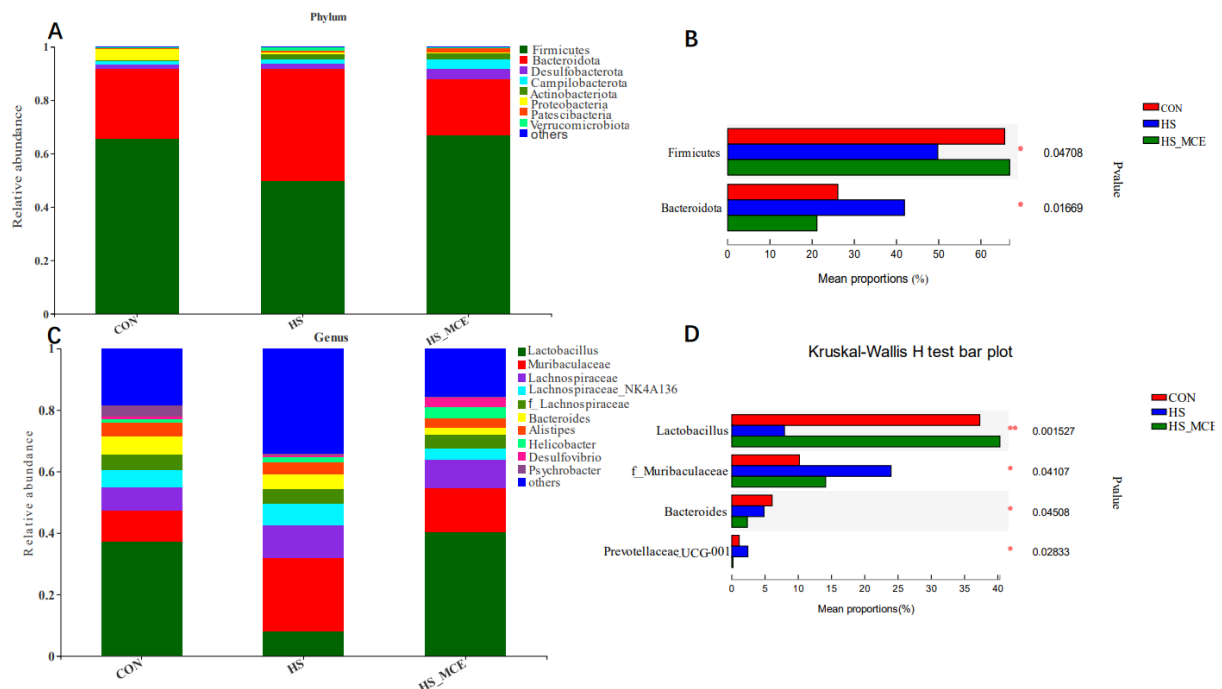 A
Phylum
Relative abundance
1
0.8
0.6
0.4
0.2
0
CON
HS
HS_MCE
Firmicutes
Bacteroidota
Desulfobacterota
Campilobacterota
Actinobacteriota
Proteobacteria
Patescibacteria
Verrucomicrobiota
others
B
CON
HS
HS_MCE
Firmicutes
Bacteroidota
* 0.04708
* 0.01669
Pvalue
0 10 20 30 40 50 60
Mean proportions (%)
C
Genus
Relative abundance
1
0.8
0.6
0.4
0.2
0
CON
HS
HS_MCE
Lactobacillus
Muribaculaceae
Lachnospiraceae
Lachnospiraceae_NK4A136
f_Lachnospiraceae
Bacteroides
Alistipes
Helicobacter
Desulfovibrio
Psychrobacter
others
D
Kruskal-Wallis H test bar plot
CON
HS
HS_MCE
Lactobacillus
f_Muribaculaceae
Bacteroides
Prevotellaceae_UCG-001
** 0.001527
* 0.04107
* 0.04508
* 0.02833
Pvalue
0 5 10 15 20 25 30 35 40
Mean proportions(%)